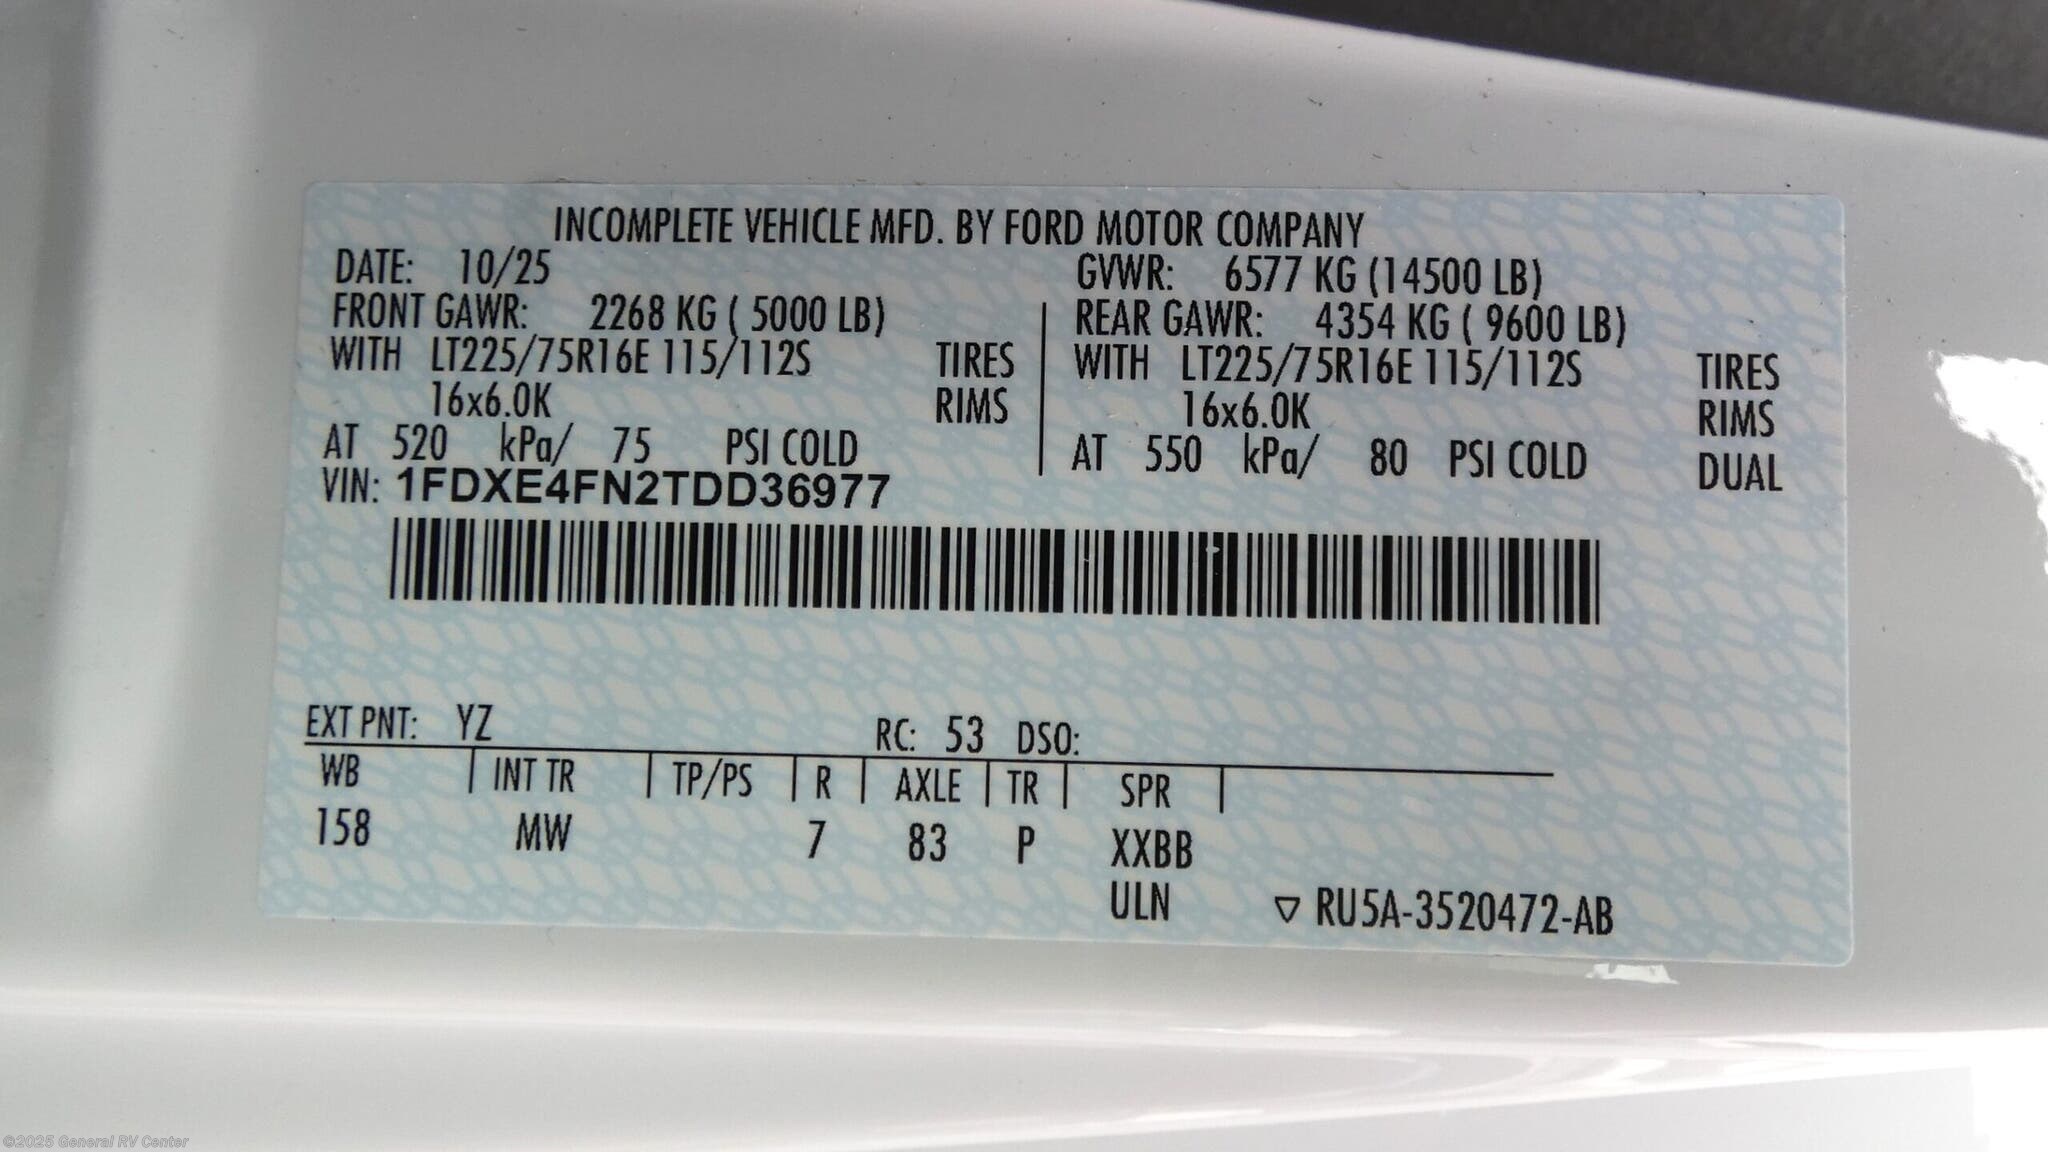 INCOMPLETE VEHICLE MFD. BY FORD MOTOR COMPANY
DATE: 10/25 GVWR: 6577 KG (14500 LB)
FRONT GAWR: 2268 KG ( 5000 LB) REAR GAWR: 4354 KG ( 9600 LB)
WITH LT225/75R16E 115/112S TIRES WITH LT225/75R16E 115/112S TIRES
16x6.0K RIMS 16x6.0K RIMS
AT 520 kPa/ 75 PSI COLD AT 550 kPa/ 80 PSI COLD DUAL
VIN: 1FDXE4FN2TDD36977
EXT PNT: YZ RC: 53 DSO:
WB INT TR TP/PS R AXLE TR SPR
158 MW 7 83 P XXBB
ULN ▽ RU5A-3520472-AB
©2025 General RV Center